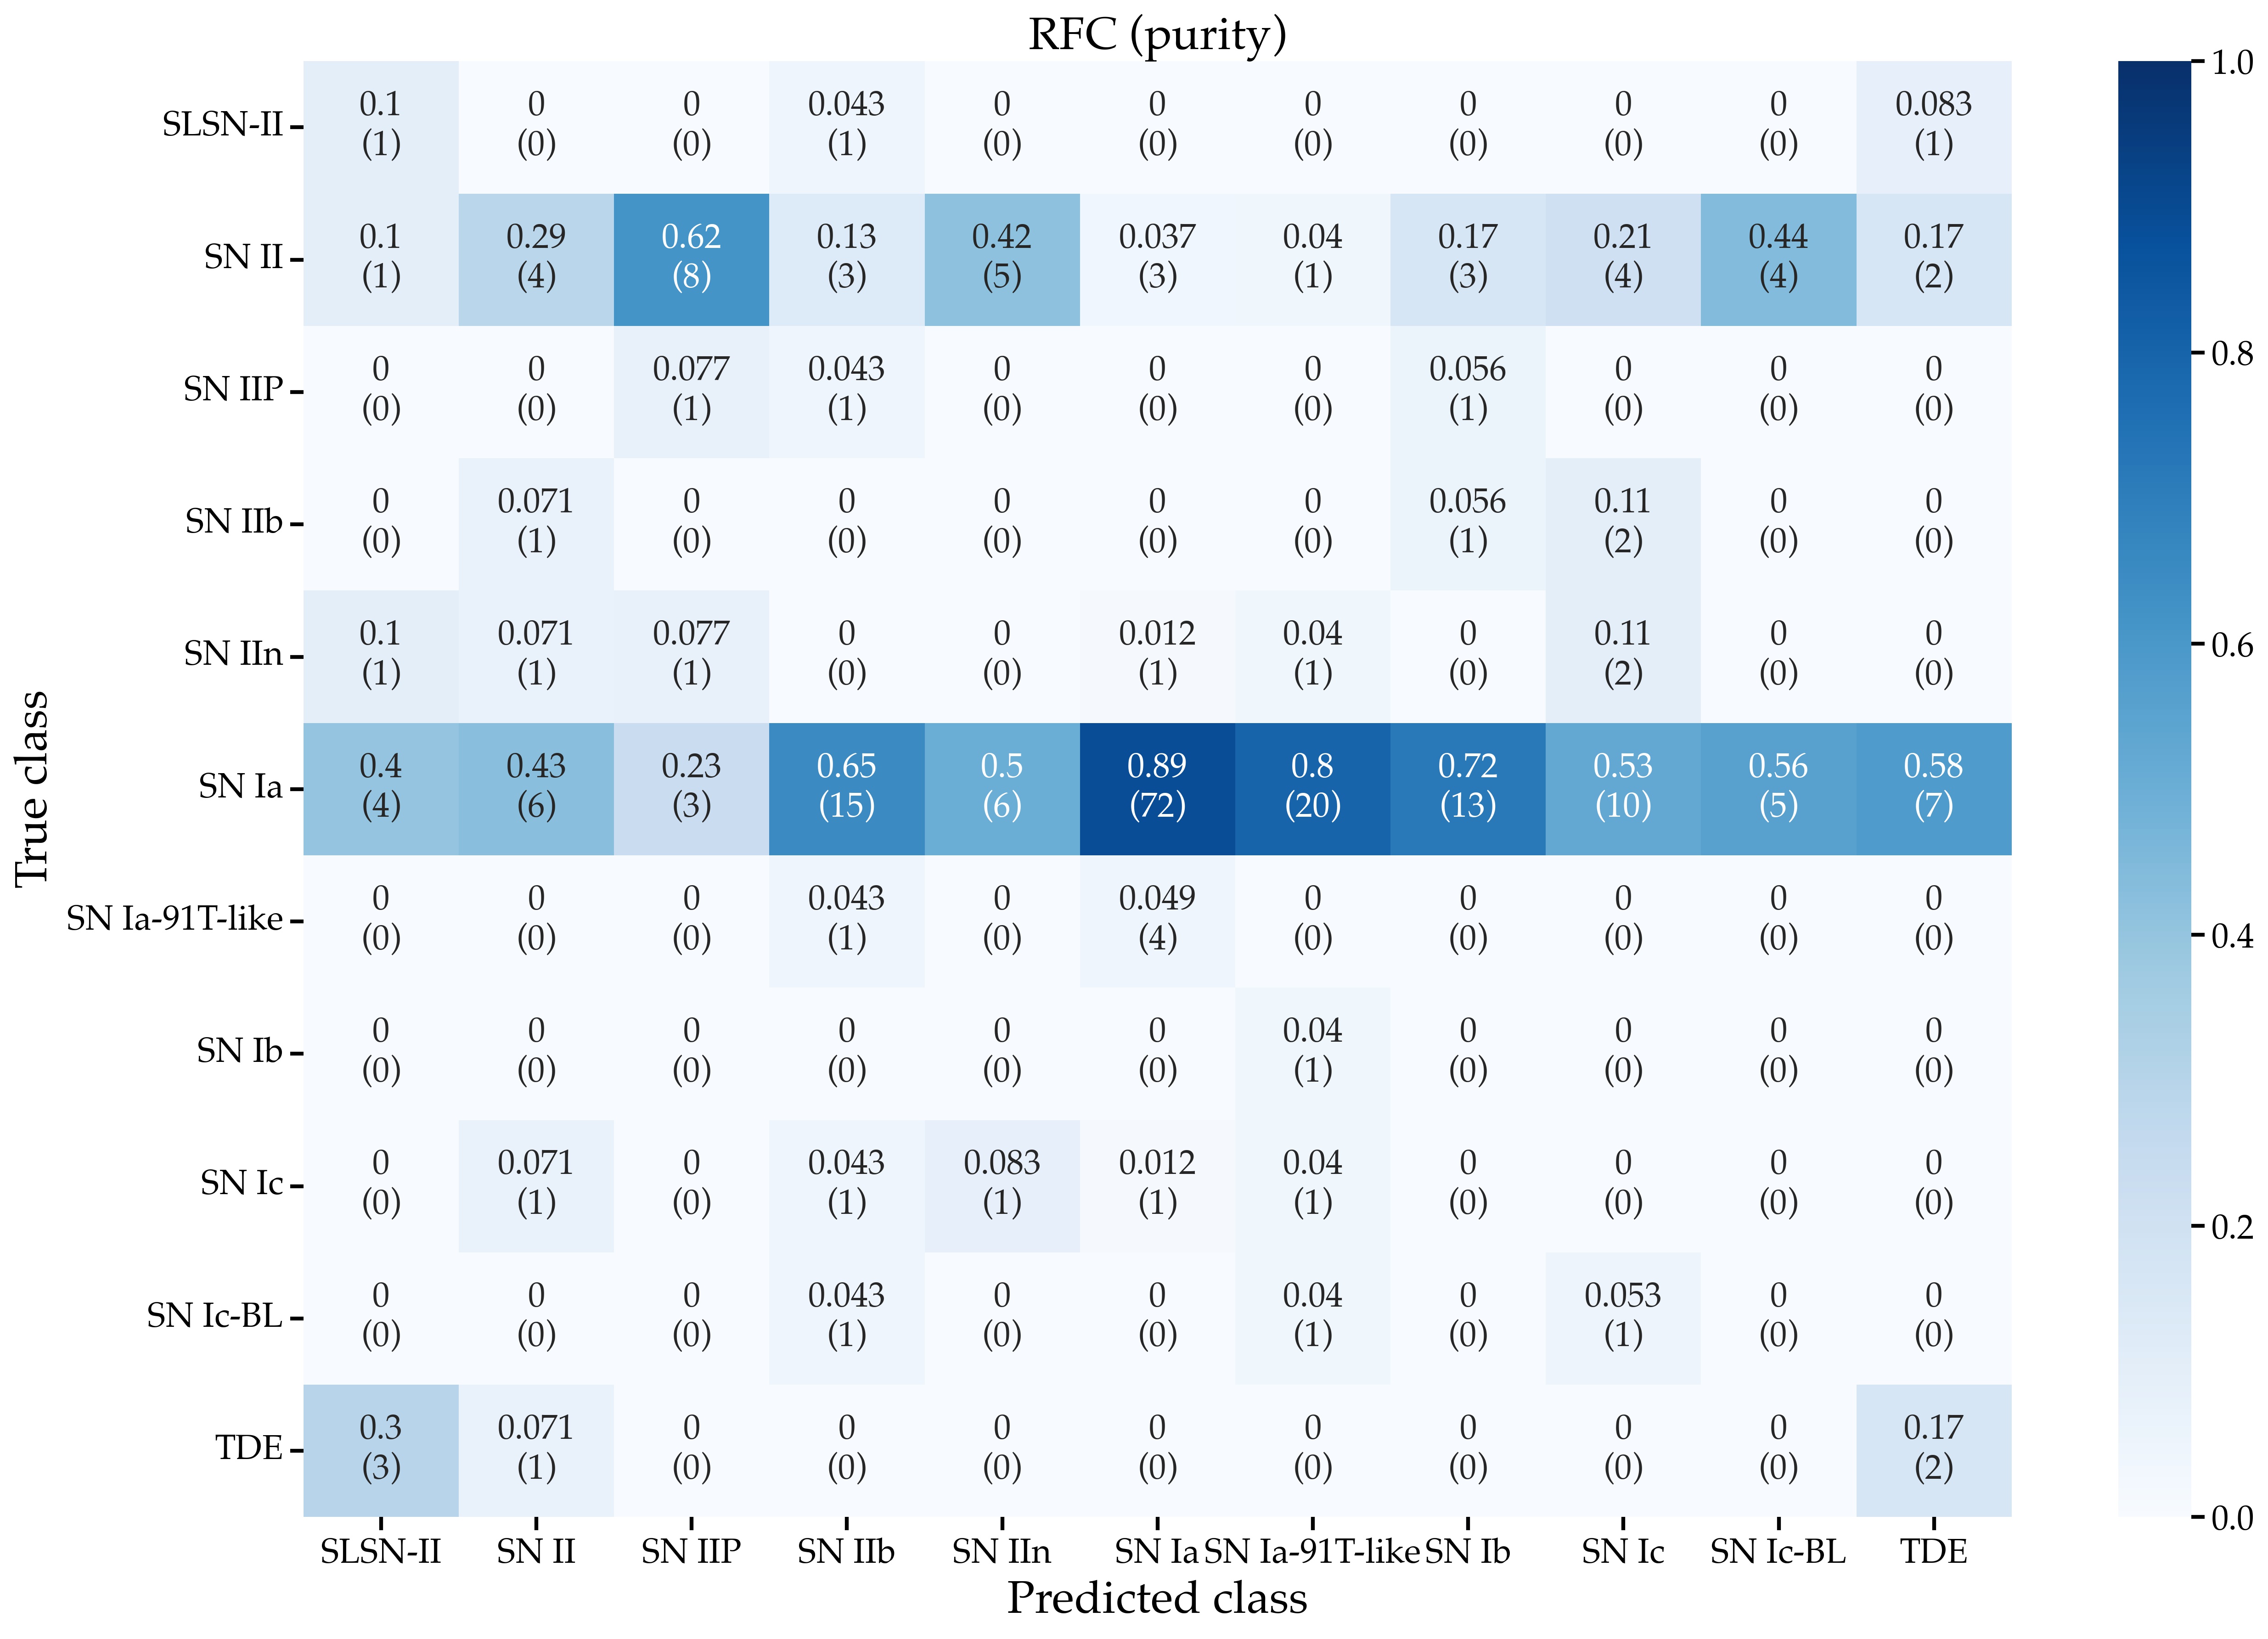 RFC (purity)
True class
SLSN-II
0.1 0 0 0.043 0 0 0 0 0 0 0.083
(1) (0) (0) (1) (0) (0) (0) (0) (0) (0) (1)
SN II
0.1 0.29 0.62 0.13 0.42 0.037 0.04 0.17 0.21 0.44 0.17
(1) (4) (8) (3) (5) (3) (1) (3) (4) (4) (2)
SN IIP
0 0 0.077 0.043 0 0 0 0.056 0 0 0
(0) (0) (1) (1) (0) (0) (0) (1) (0) (0) (0)
SN IIb
0 0.071 0 0 0 0 0 0.056 0.11 0 0
(0) (1) (0) (0) (0) (0) (0) (1) (2) (0) (0)
SN IIn
0.1 0.071 0.077 0 0 0.012 0.04 0 0.11 0 0
(1) (1) (1) (0) (0) (1) (1) (0) (2) (0) (0)
SN Ia
0.4 0.43 0.23 0.65 0.5 0.89 0.8 0.72 0.53 0.56 0.58
(4) (6) (3) (15) (6) (72) (20) (13) (10) (5) (7)
SN Ia-91T-like
0 0 0 0.043 0 0.049 0 0 0 0 0
(0) (0) (0) (1) (0) (4) (0) (0) (0) (0) (0)
SN Ib
0 0 0 0 0 0 0.04 0 0 0 0
(0) (0) (0) (0) (0) (0) (1) (0) (0) (0) (0)
SN Ic
0 0.071 0 0.043 0.083 0.012 0.04 0 0 0 0
(0) (1) (0) (1) (1) (1) (1) (0) (0) (0) (0)
SN Ic-BL
0 0 0 0.043 0 0 0.04 0 0.053 0 0
(0) (0) (0) (1) (0) (0) (1) (0) (1) (0) (0)
TDE
0.3 0.071 0 0 0 0 0 0 0 0 0.17
(3) (1) (0) (0) (0) (0) (0) (0) (0) (0) (2)
SLSN-II SN II SN IIP SN IIb SN IIn SN Ia SN Ia-91T-like SN Ib SN Ic SN Ic-BL TDE
Predicted class
1.0
0.8
0.6
0.4
0.2
0.0